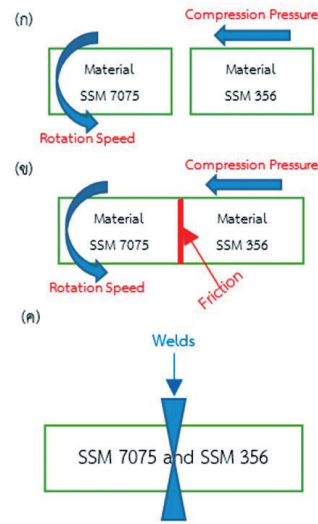 (ก)
Compression Pressure
Material
SSM 7075
Material
SSM 356
Rotation Speed
(ข)
Compression Pressure
Material
SSM 7075
Material
SSM 356
Rotation Speed
Friction
(ค)
Welds
SSM 7075 and SSM 356